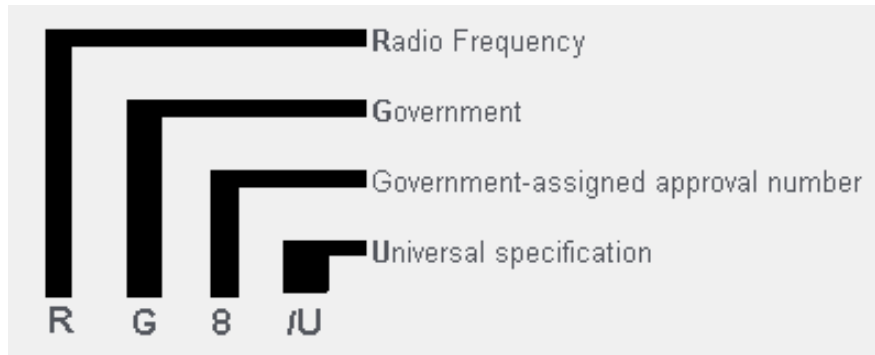 Radio Frequency
Government
Government-assigned approval number
Universal specification
R G 8 /U